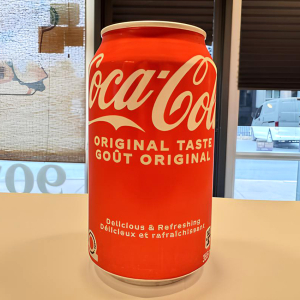 Coca-Cola
ORIGINAL TASTE
GOÛT ORIGINAL
Delicious & Refreshing
Délicieux et rafraîchissant